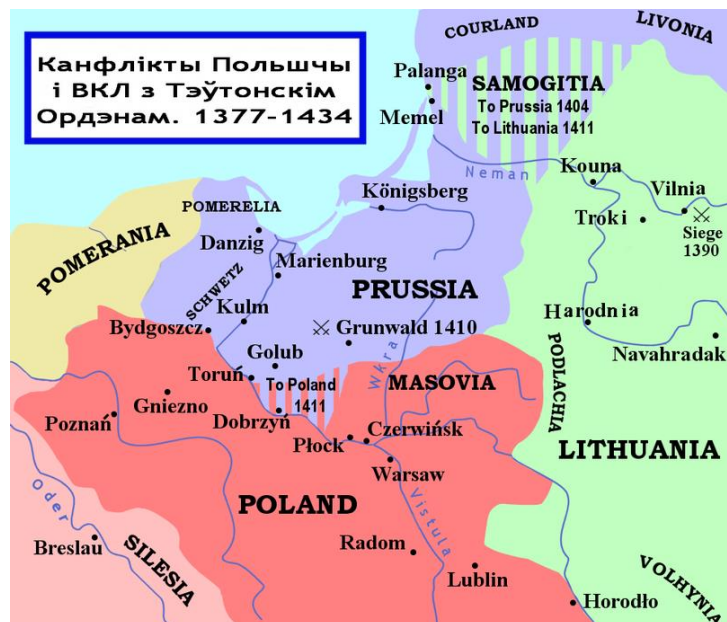 Канфлікты Польшчы
і ВКЛ з Тэўтонскім
Ордэнам. 1377-1434
COURLAND
LIVONIA
Palanga
SAMOGITIA
Memel
To Prussia 1404
To Lithuania 1411
Neman
Kouna
Vilnia
Königsberg
Troki
Siege
1390
POMERELIA
Danzig
POMERANIA
Marienburg
SCHWETZ
PRUSSIA
Kulm
Harodnia
Bydgoszcz
Grunwald 1410
Navahradak
Golub
Wkra
PODLACHIA
Toruń
To Poland
1411
MASOVIA
Gniezno
Poznań
Dobrzyń
Płock
Czerwińsk
LITHUANIA
Warsaw
Oder
POLAND
Vistula
Breslau
SILESIA
Radom
Lublin
VOLHYNIA
Horodło